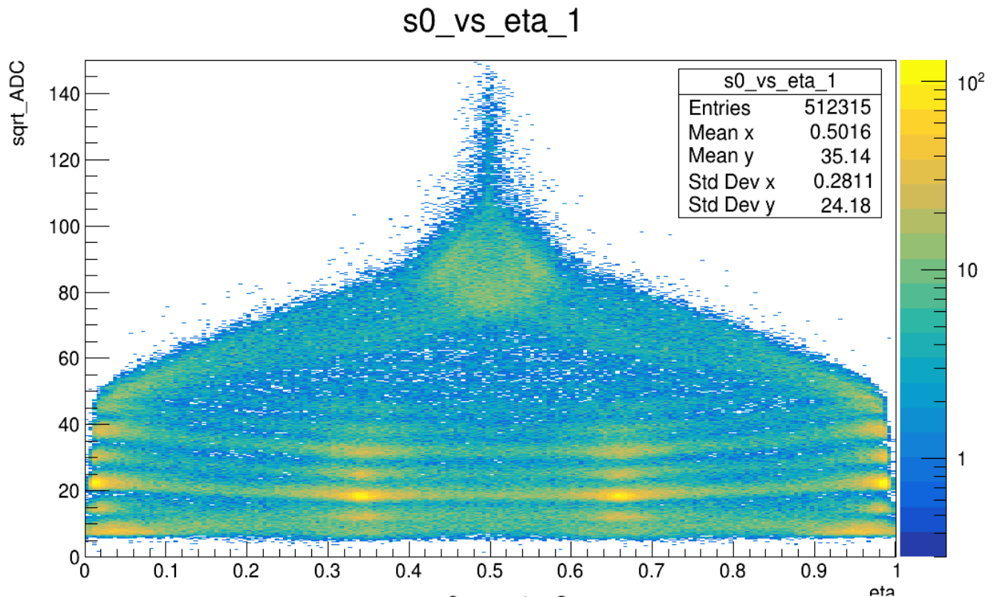 s0_vs_eta_1
sqrt_ADC
s0_vs_eta_1
Entries 512315
Mean x 0.5016
Mean y 35.14
Std Dev x 0.2811
Std Dev y 24.18
140
120
100
80
60
40
20
0
0 0.1 0.2 0.3 0.4 0.5 0.6 0.7 0.8 0.9 1
eta
10²
10
1